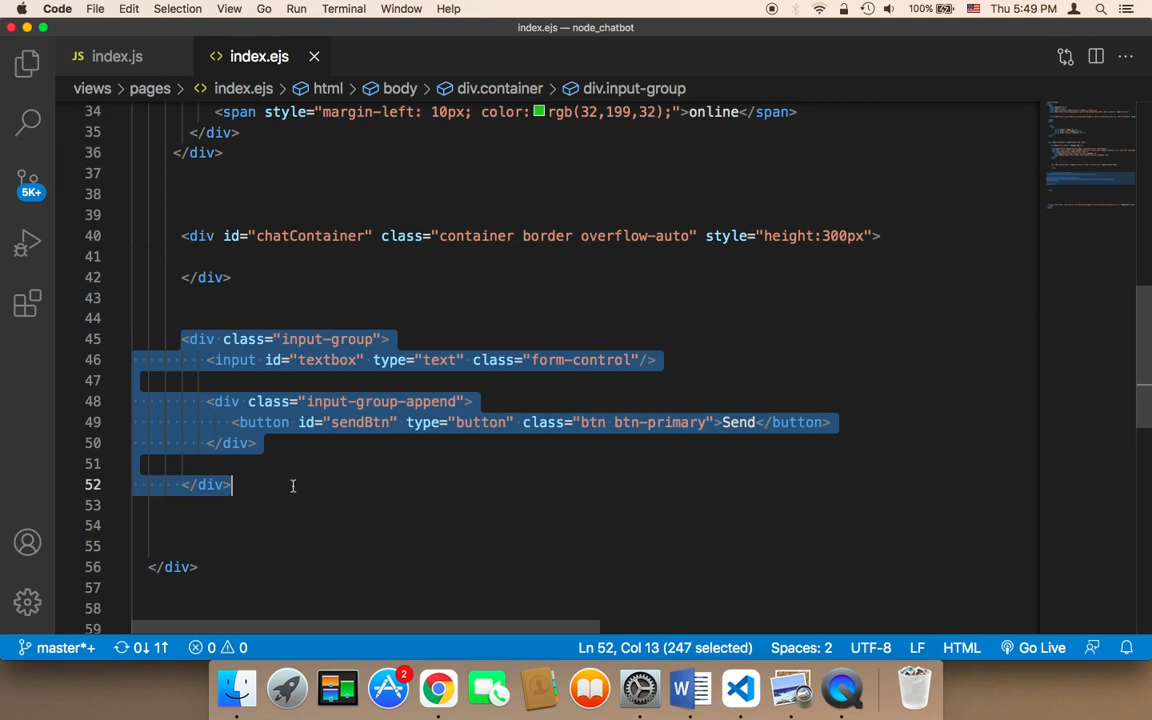 Code File Edit Selection View Go Run Terminal Window Help 100% Thu 5:49 PM
index.ejs — node_chatbot
JS index.js <> index.ejs
views > pages > <> index.ejs > html > body > div.container > div.input-group
34 <span style="margin-left: 10px; color:rgb(32,199,32);">online</span>
35 </div>
36 </div>
37
38
39
40 <div id="chatContainer" class="container border overflow-auto" style="height:300px">
41
42 </div>
43
44
45 <div class="input-group">
46 <input id="textbox" type="text" class="form-control"/>
47
48 <div class="input-group-append">
49 <button id="sendBtn" type="button" class="btn btn-primary">Send</button>
50 </div>
51
52 </div>
53
54
55
56 </div>
57
58
59
5K+
master*+ 0↓ 1↑ 0 0 Ln 52, Col 13 (247 selected) Spaces: 2 UTF-8 LF HTML Go Live
2
W